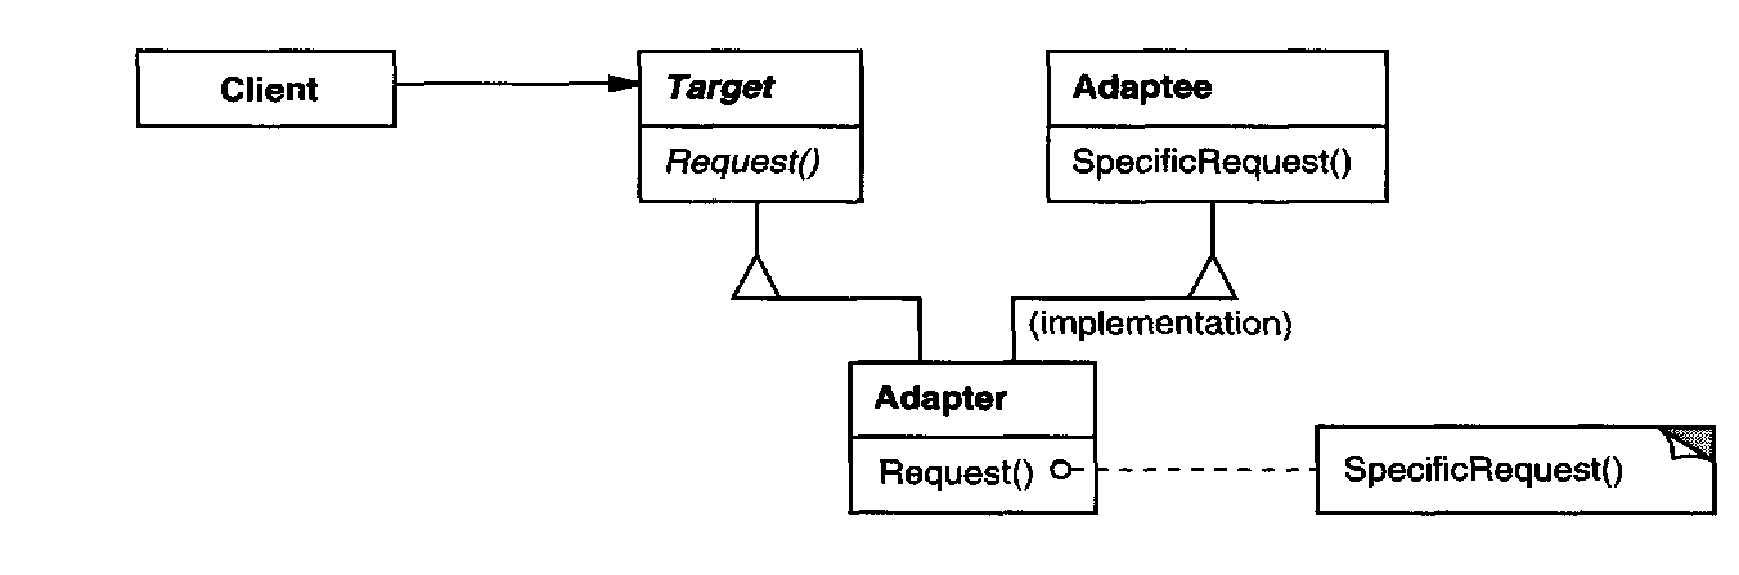 Client
Target
Request()
Adaptee
SpecificRequest()
(implementation)
Adapter
Request()
SpecificRequest()